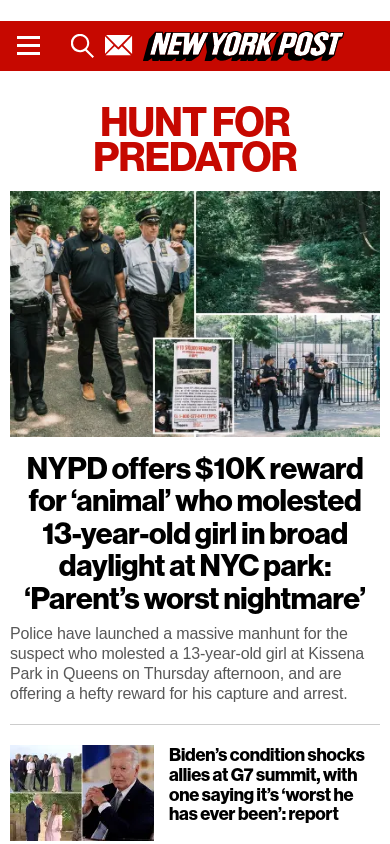 NEW YORK POST
HUNT FOR
PREDATOR
NYPD offers $10K reward
for ‘animal’ who molested
13-year-old girl in broad
daylight at NYC park:
‘Parent’s worst nightmare’
Police have launched a massive manhunt for the
suspect who molested a 13-year-old girl at Kissena
Park in Queens on Thursday afternoon, and are
offering a hefty reward for his capture and arrest.
Biden’s condition shocks
allies at G7 summit, with
one saying it’s ‘worst he
has ever been’: report